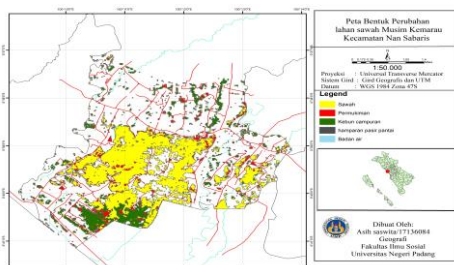 Peta Bentuk Perubahan
lahan sawah Musim Kemarau
Kecamatan Nan Sabaris
1:50.000
Proyeksi : Universal Transverse Mercator
Sistem Gird : Gird Geografis dan UTM
Datum : WGS 1984 Zona 47S
Legend
Sawah
Permukiman
Kebun campuran
hamparan pasir pantai
Badan air
Dibuat Oleh:
Asih saswita/17136084
Geografi
Fakultas Ilmu Sosial
Universitas Negeri Padang